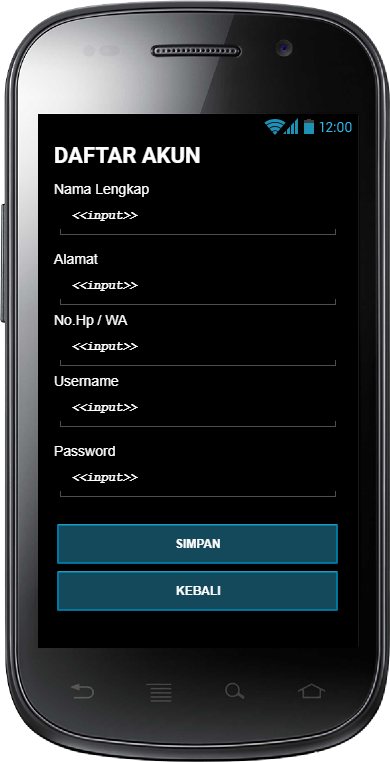 12:00
DAFTAR AKUN
Nama Lengkap
<<input>>
Alamat
<<input>>
No.Hp / WA
<<input>>
Username
<<input>>
Password
<<input>>
SIMPAN
KEBALI